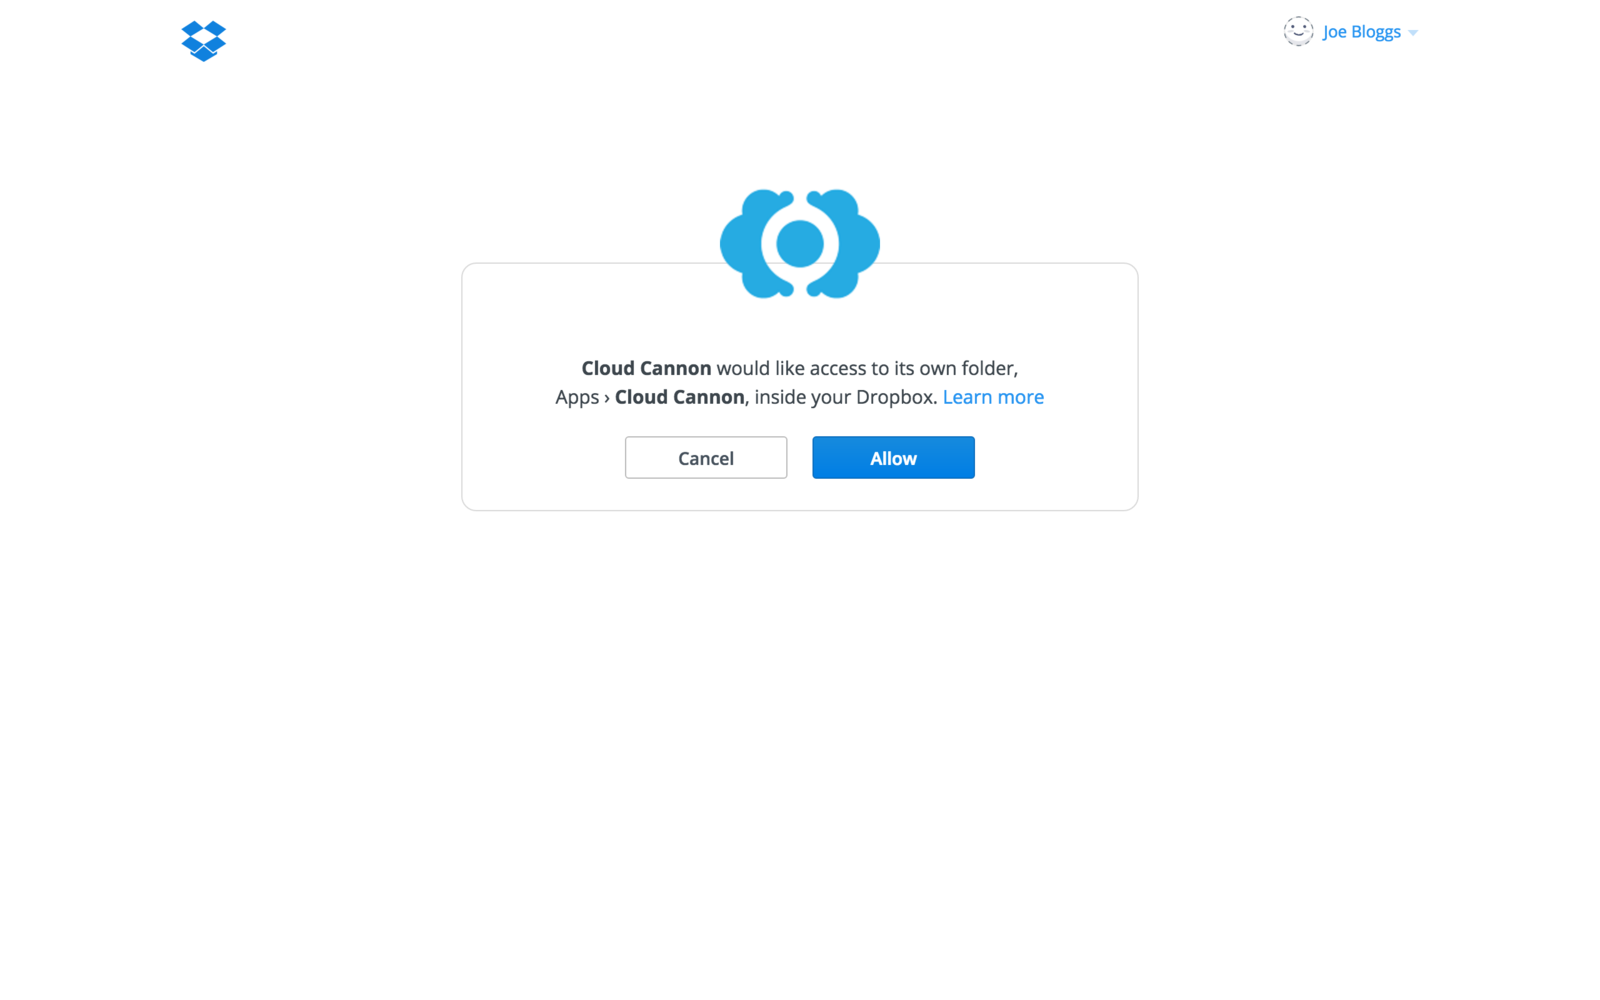 Joe Bloggs
Cloud Cannon would like access to its own folder,
Apps › Cloud Cannon, inside your Dropbox. Learn more
Cancel
Allow